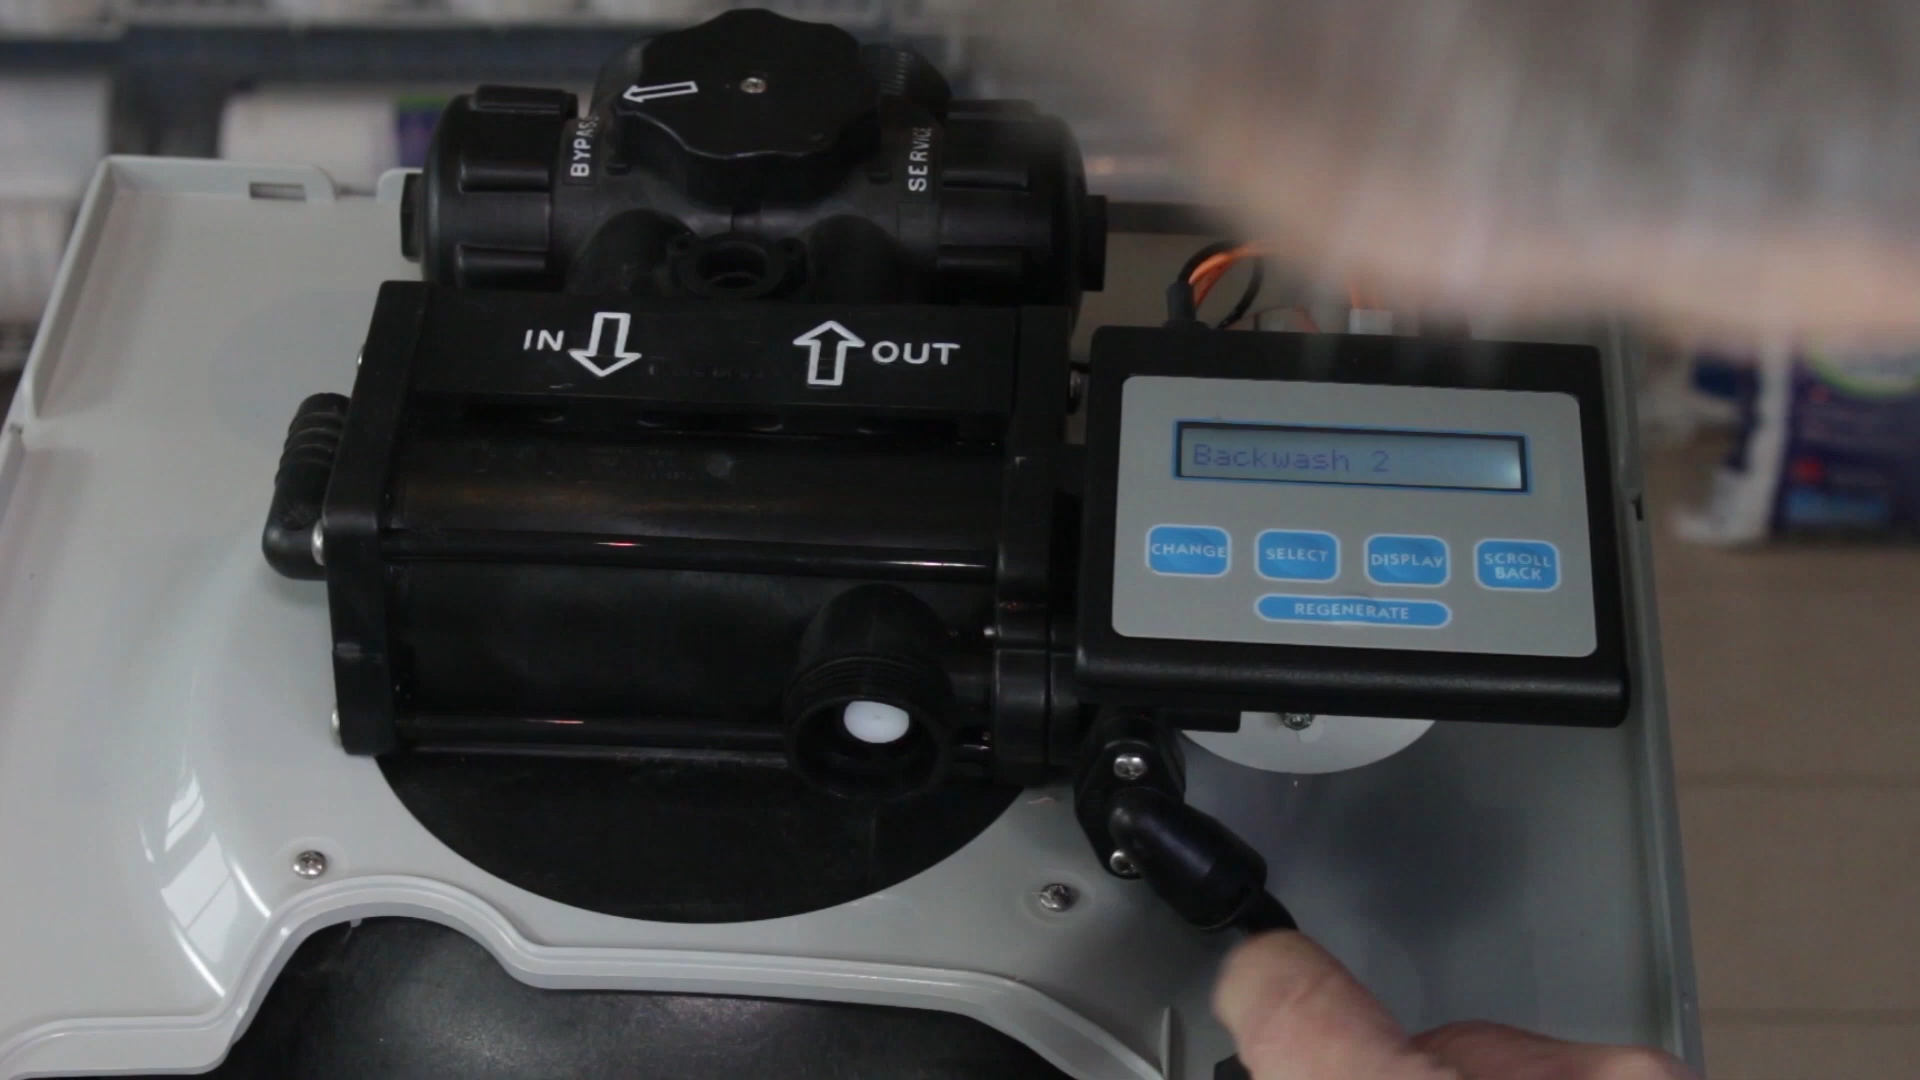 BYPASS
SERVICE
IN
OUT
Backwash 2
CHANGE
SELECT
DISPLAY
SCROLL
BACK
REGENERATE